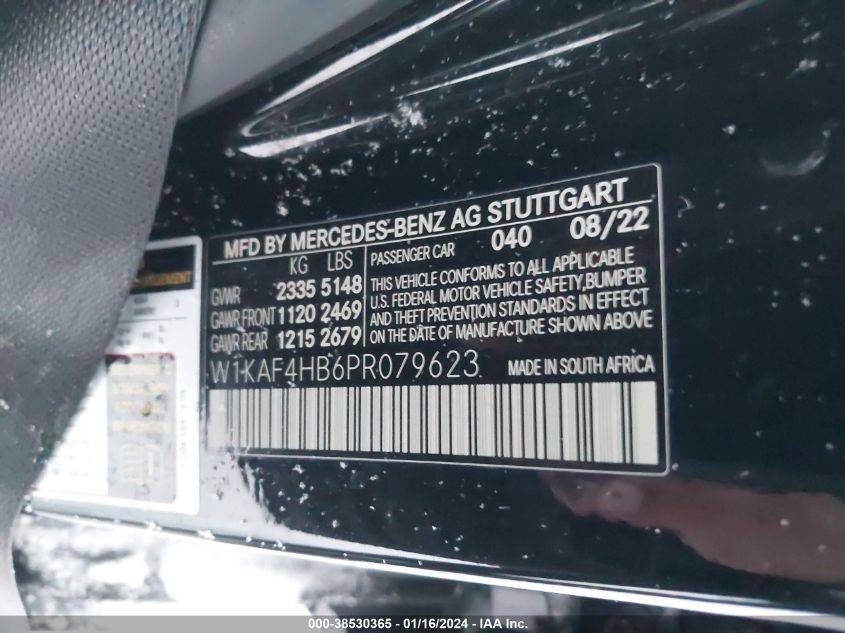 MFD BY MERCEDES-BENZ AG STUTTGART
KG LBS
GVWR 2335 5148
GAWR FRONT 1120 2469
GAWR REAR 1215 2679
PASSENGER CAR 040 08/22
THIS VEHICLE CONFORMS TO ALL APPLICABLE
U.S. FEDERAL MOTOR VEHICLE SAFETY,BUMPER
AND THEFT PREVENTION STANDARDS IN EFFECT
ON THE DATE OF MANUFACTURE SHOWN ABOVE
W1KAF4HB6PR079623
MADE IN SOUTH AFRICA
000-38530365 - 01/16/2024 - IAA Inc.